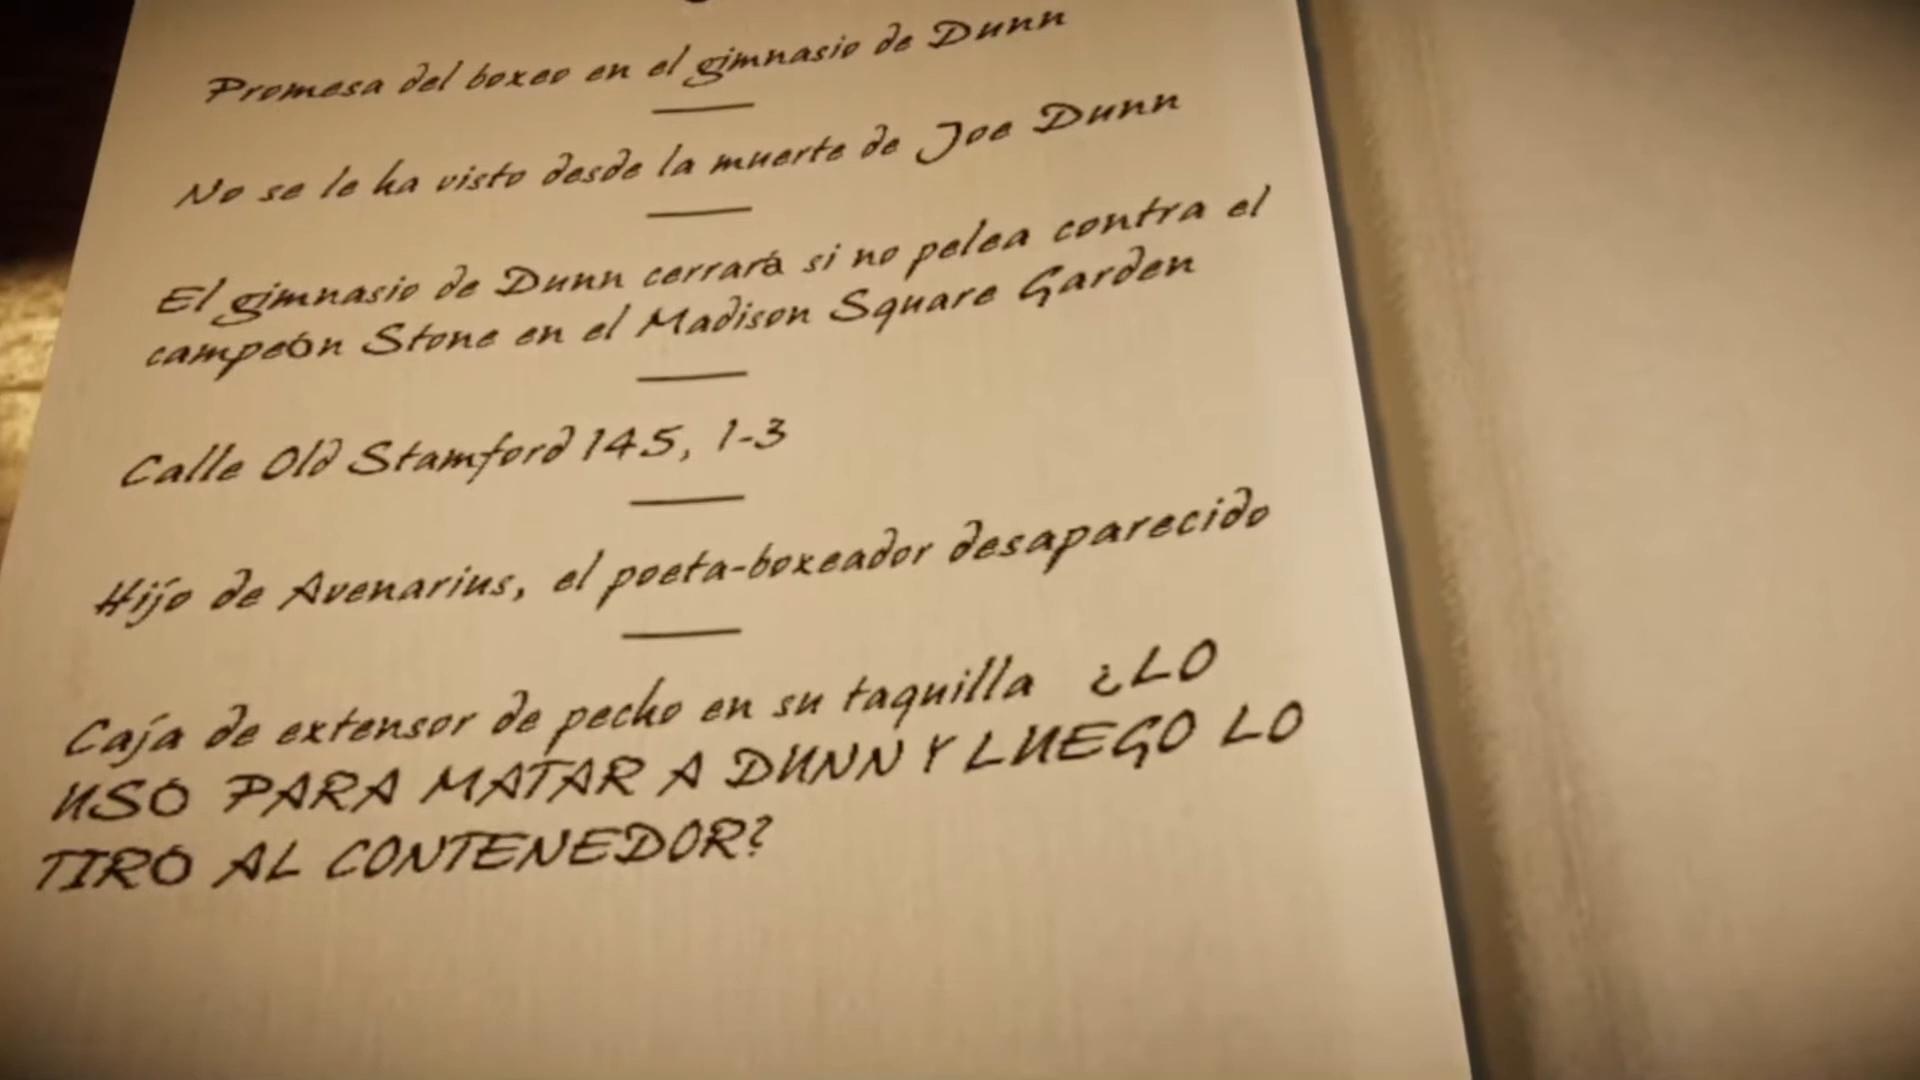 Promesa del boxeo en el gimnasio de Dunn
No se le ha visto desde la muerte de Joe Dunn
El gimnasio de Dunn cerrará si no pelea contra el
campeón Stone en el Madison Square Garden
Calle Old Stamford 145, 1-3
Hijo de Avenarius, el poeta-boxeador desaparecido
Caja de extensor de pecho en su taquilla ¿LO
USÓ PARA MATAR A DUNN Y LUEGO LO
TIRÓ AL CONTENEDOR?